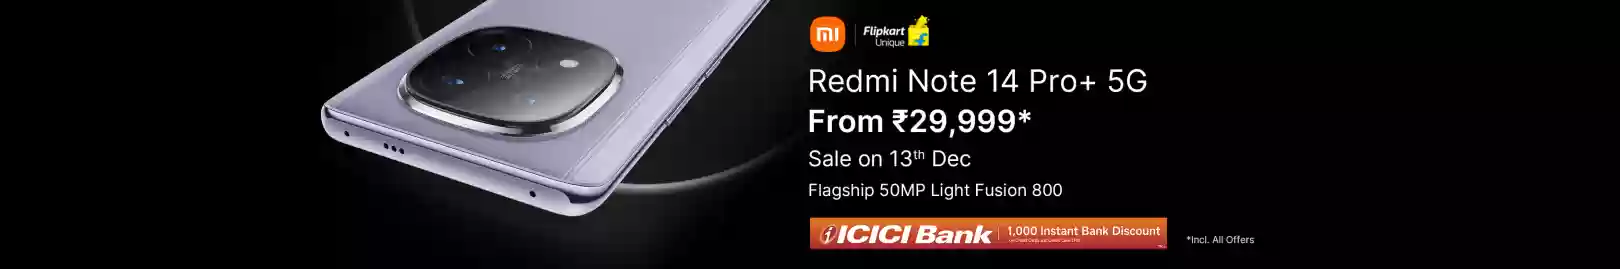 mi
Flipkart
Unique
Redmi Note 14 Pro+ 5G
From ₹29,999*
Sale on 13th Dec
Flagship 50MP Light Fusion 800
ICICI Bank
1,000 Instant Bank Discount
*Incl. All Offers